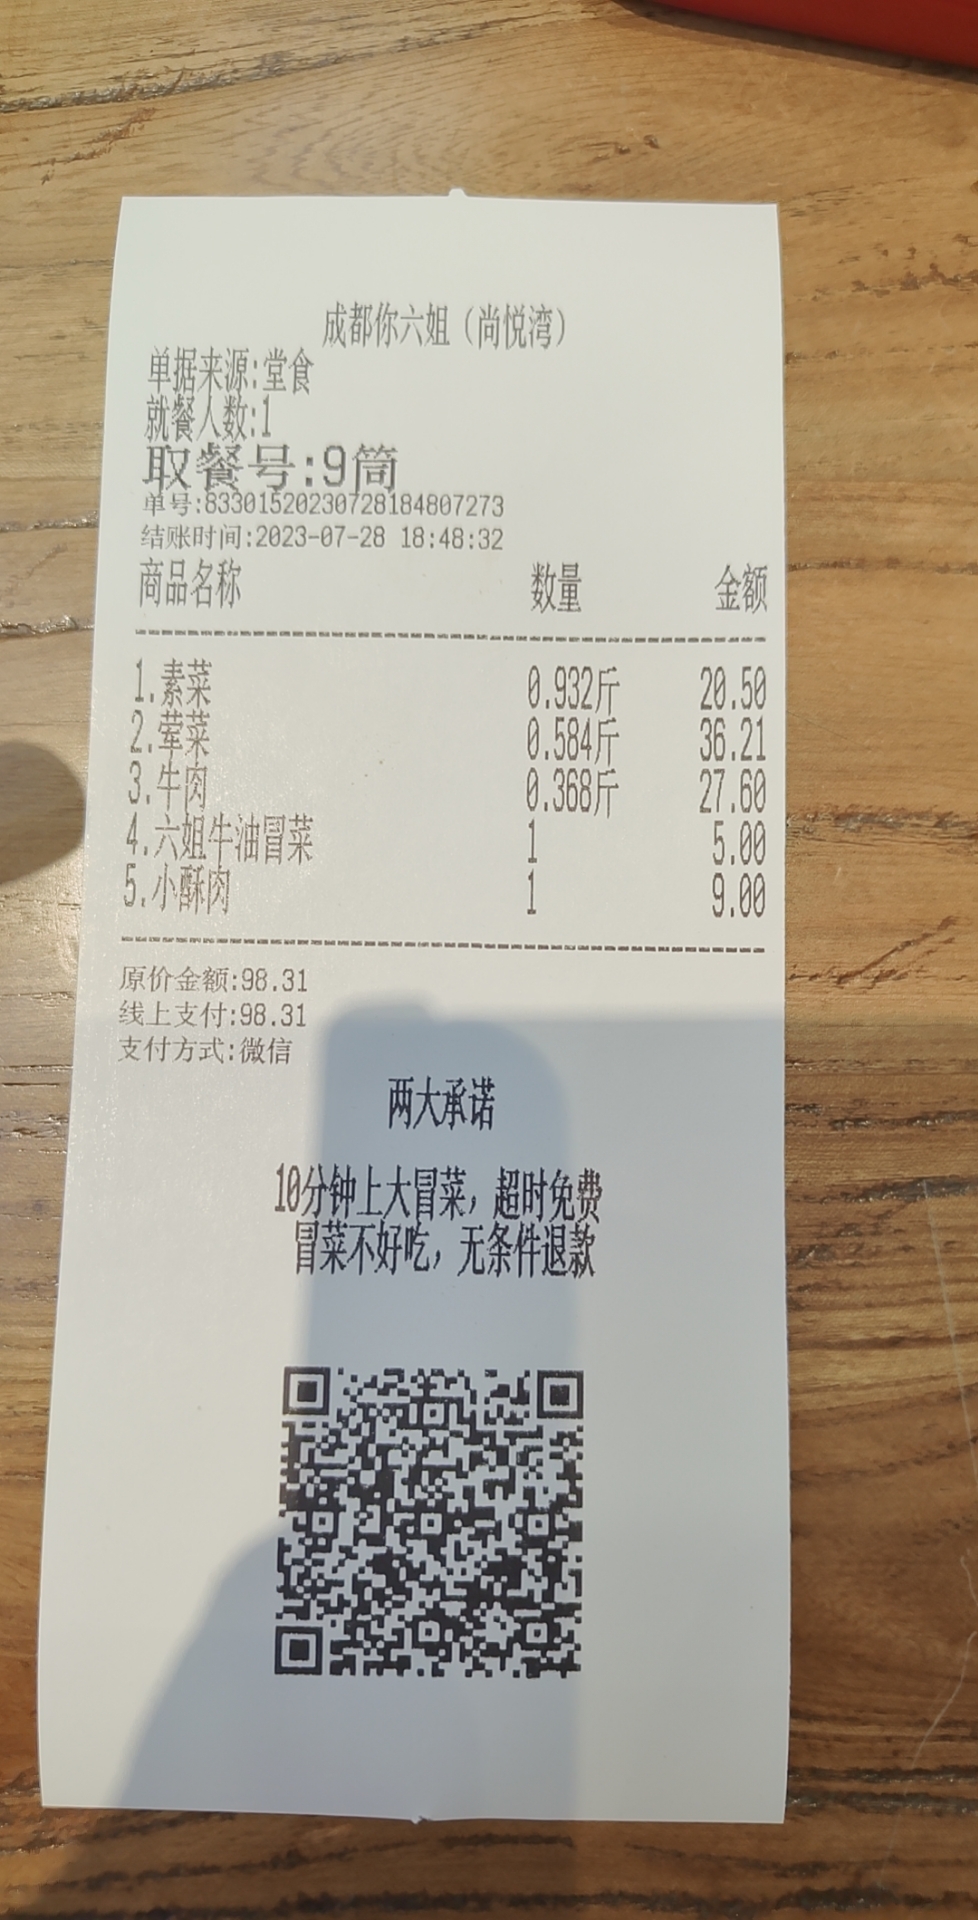 成都你六姐（尚悦湾）
单据来源:堂食
就餐人数:1
取餐号:9筒
单号:83301520230728184807273
结账时间:2023-07-28 18:48:32
商品名称 数量 金额
1.素菜 0.932斤 20.50
2.荤菜 0.584斤 36.21
3.牛肉 0.368斤 27.60
4.六姐牛油冒菜 1 5.00
5.小酥肉 1 9.00
原价金额:98.31
线上支付:98.31
支付方式:微信
两大承诺
10分钟上大冒菜，超时免费
冒菜不好吃，无条件退款